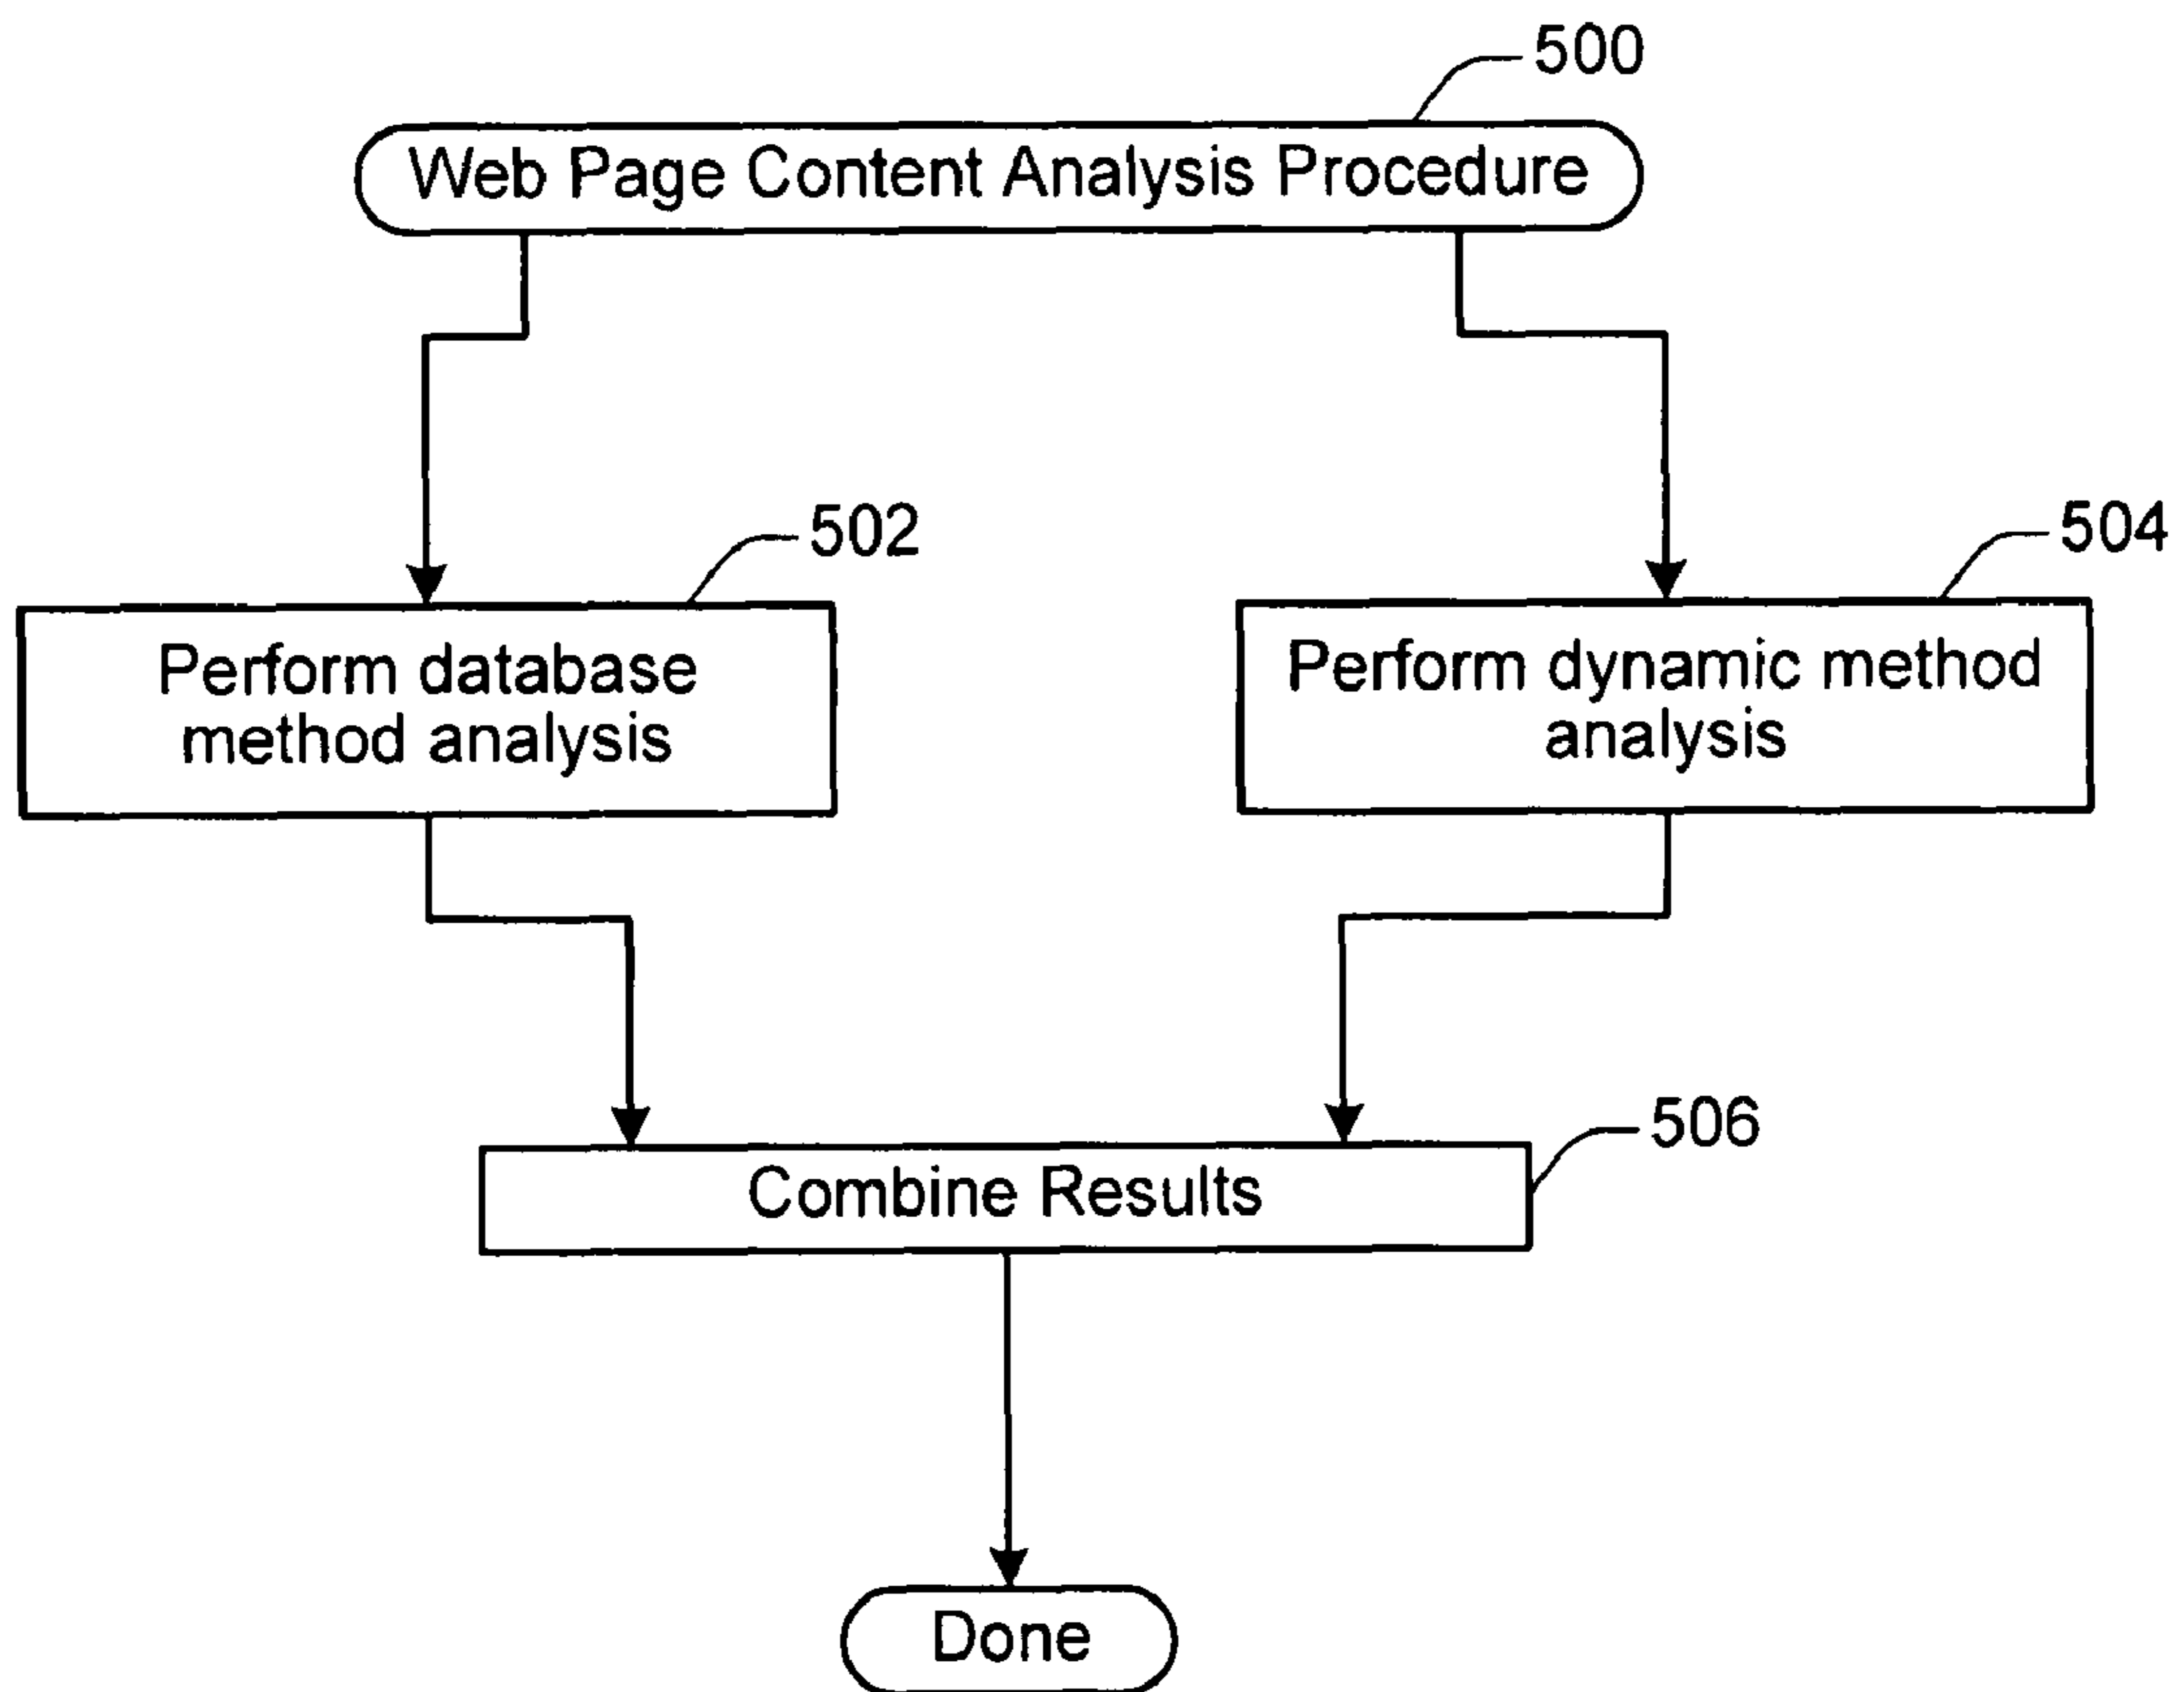 500
Web Page Content Analysis Procedure
502
504
Perform database
method analysis
Perform dynamic method
analysis
506
Combine Results
Done